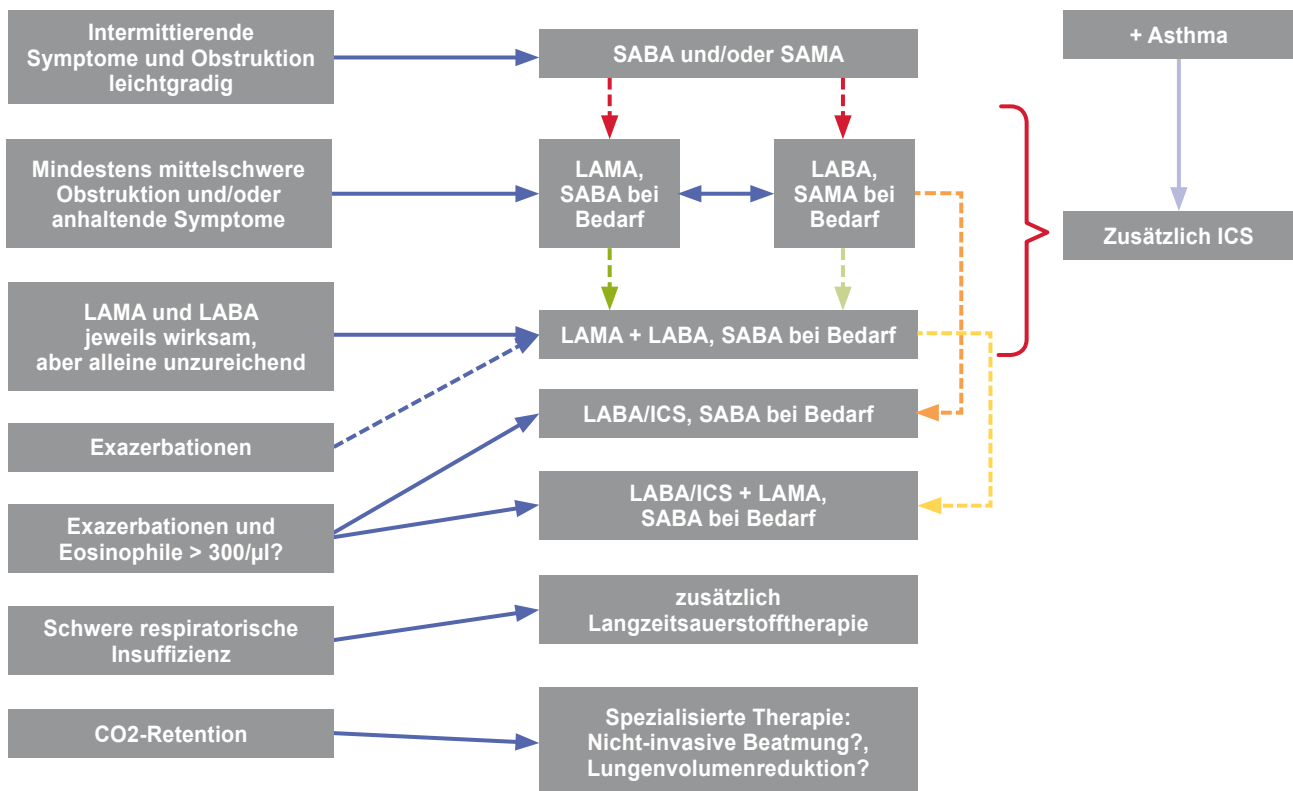 Intermittierende
Symptome und Obstruktion
leichtgradig
SABA und/oder SAMA
+ Asthma
Mindestens mittelschwere
Obstruktion und/oder
anhaltende Symptome
LAMA,
SABA bei
Bedarf
LABA,
SAMA bei
Bedarf
Zusätzlich ICS
LAMA und LABA
jeweils wirksam,
aber alleine unzureichend
LAMA + LABA, SABA bei Bedarf
Exazerbationen
LABA/ICS, SABA bei Bedarf
Exazerbationen und
Eosinophile > 300/µl?
LABA/ICS + LAMA,
SABA bei Bedarf
Schwere respiratorische
Insuffizienz
zusätzlich
Langzeitsauerstofftherapie
CO2-Retention
Spezialisierte Therapie:
Nicht-invasive Beatmung?,
Lungenvolumenreduktion?